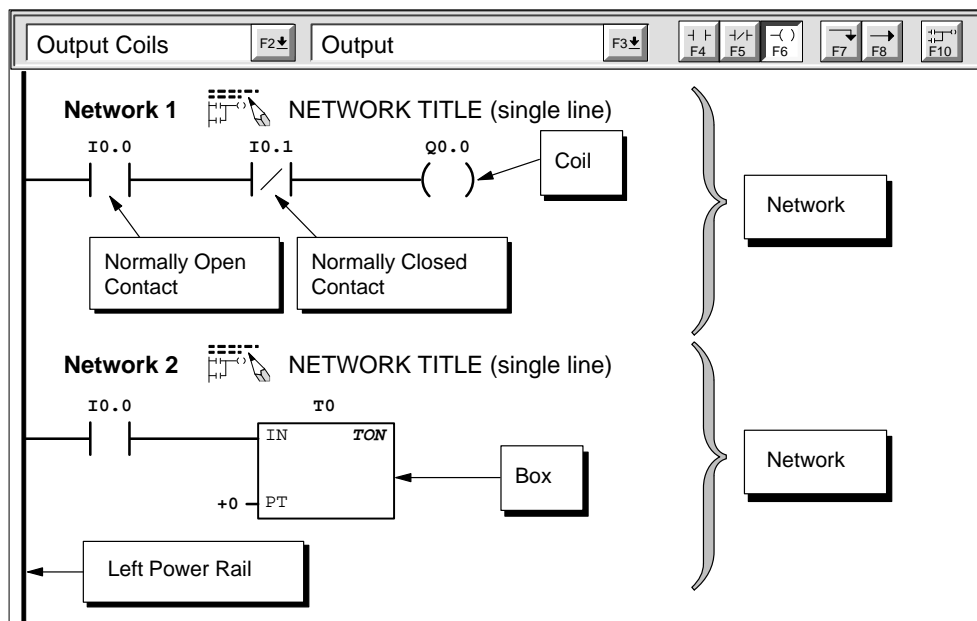 Output Coils F2 Output F3 F4 F5 F6 F7 F8 F10
Network 1 NETWORK TITLE (single line)
I0.0 I0.1 Q0.0
Coil
Network
Normally Open
Contact
Normally Closed
Contact
Network 2 NETWORK TITLE (single line)
I0.0 T0
IN TON
Box
Network
+0 PT
Left Power Rail